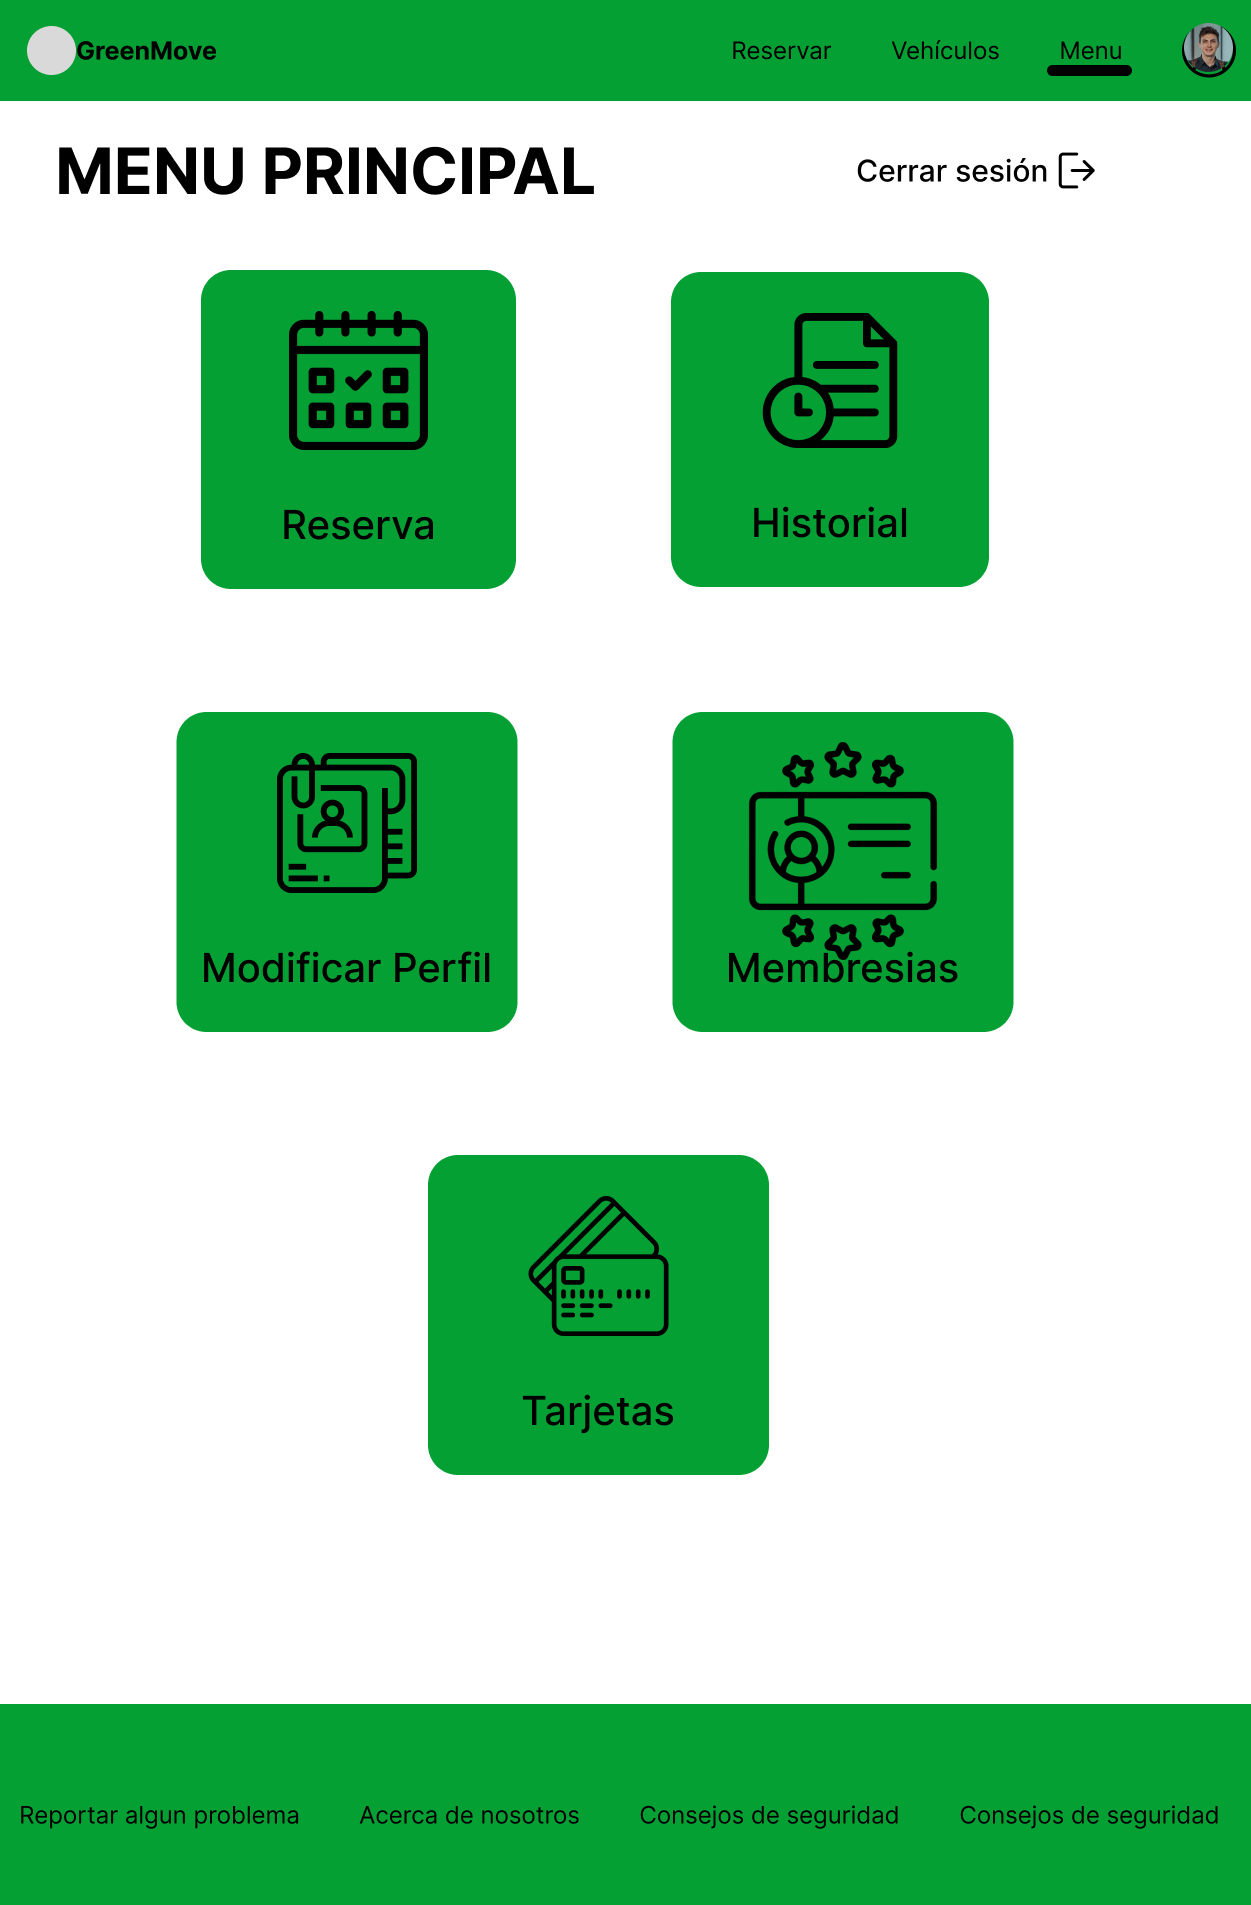 GreenMove
Reservar
Vehículos
Menu
MENU PRINCIPAL
Cerrar sesión
Reserva
Historial
Modificar Perfil
Membresias
Tarjetas
Reportar algun problema
Acerca de nosotros
Consejos de seguridad
Consejos de seguridad